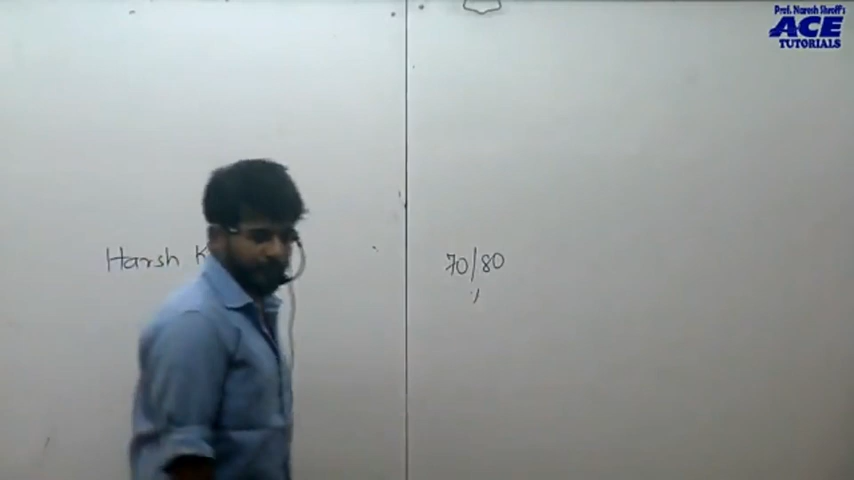 Prof. Naresh Shroff's
ACE
TUTORIALS
Harsh K
70/80